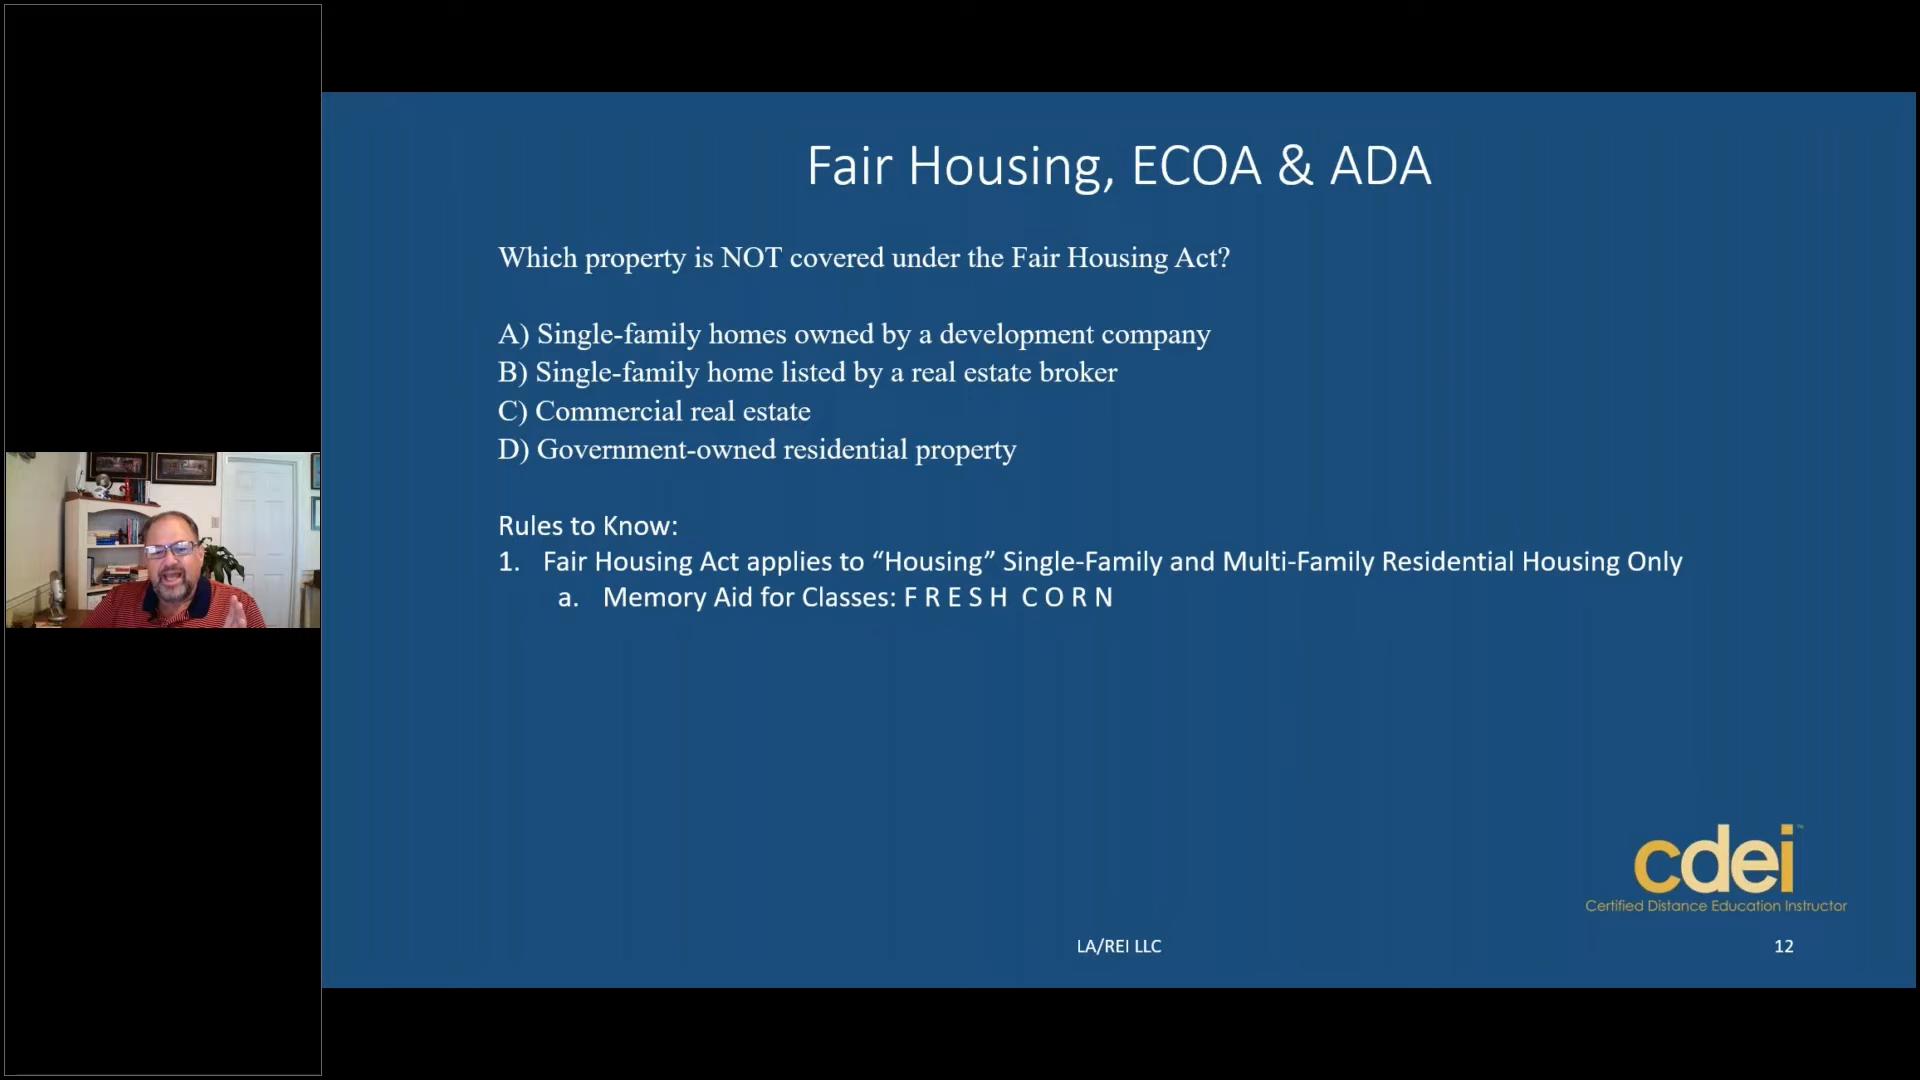 Fair Housing, ECOA & ADA
Which property is NOT covered under the Fair Housing Act?
A) Single-family homes owned by a development company
B) Single-family home listed by a real estate broker
C) Commercial real estate
D) Government-owned residential property
Rules to Know:
1. Fair Housing Act applies to “Housing” Single-Family and Multi-Family Residential Housing Only
a. Memory Aid for Classes: F R E S H C O R N
cdei™
Certified Distance Education Instructor
LA/REI LLC
12